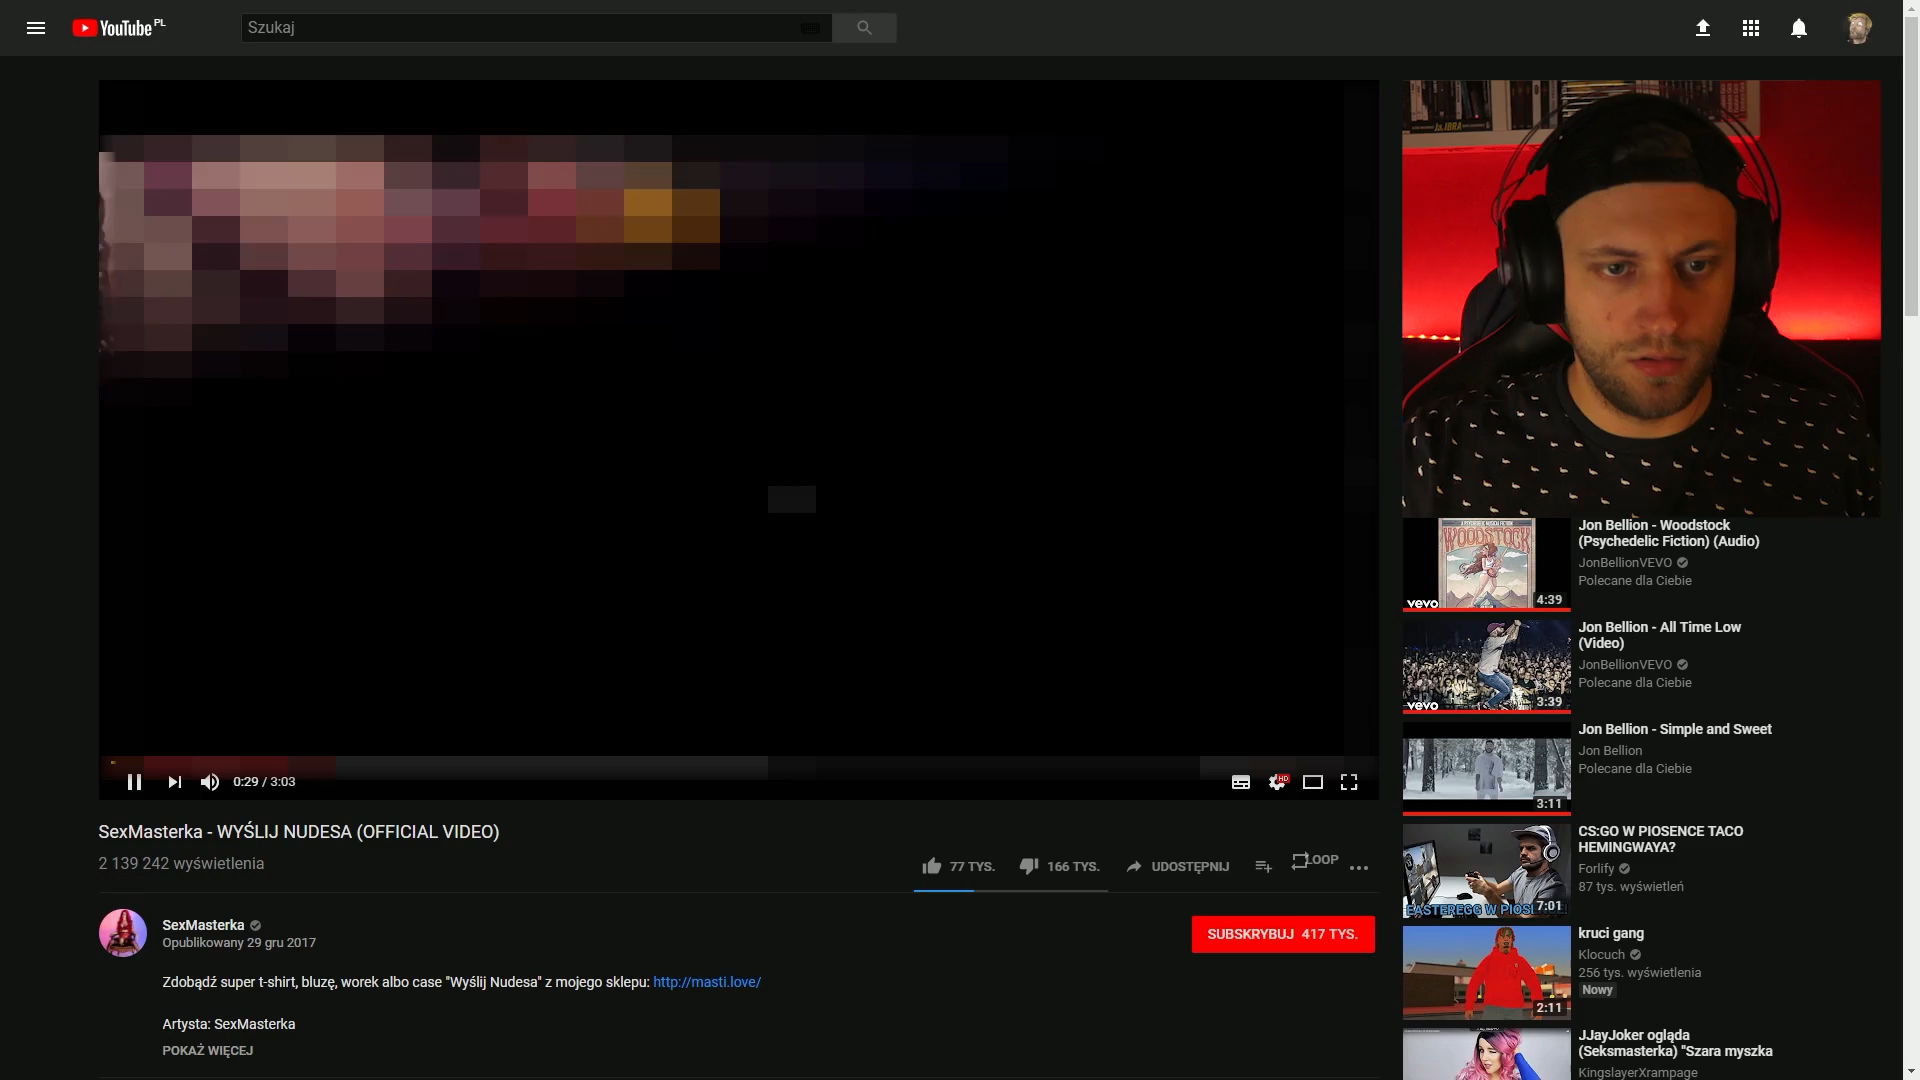 YouTube PL
Szukaj
Ja, IBRA
0:29 / 3:03
HD
SexMasterka - WYŚLIJ NUDESA (OFFICIAL VIDEO)
2 139 242 wyświetlenia
77 TYS.
166 TYS.
UDOSTĘPNIJ
LOOP
SexMasterka
Opublikowany 29 gru 2017
SUBSKRYBUJ 417 TYS.
Zdobądź super t-shirt, bluzę, worek albo case "Wyślij Nudesa" z mojego sklepu: http://masti.love/
Artysta: SexMasterka
POKAŻ WIĘCEJ
WOODSTOCK
vevo
4:39
Jon Bellion - Woodstock
(Psychedelic Fiction) (Audio)
JonBellionVEVO
Polecane dla Ciebie
vevo
3:39
Jon Bellion - All Time Low
(Video)
JonBellionVEVO
Polecane dla Ciebie
3:11
Jon Bellion - Simple and Sweet
Jon Bellion
Polecane dla Ciebie
7:01
CS:GO W PIOSENCE TACO
HEMINGWAYA?
Forlify
87 tys. wyświetleń
2:11
kruci gang
Klocuch
256 tys. wyświetlenia
Nowy
JJayJoker ogląda
(Seksmasterka) "Szara myszka
KingslayerXrampage